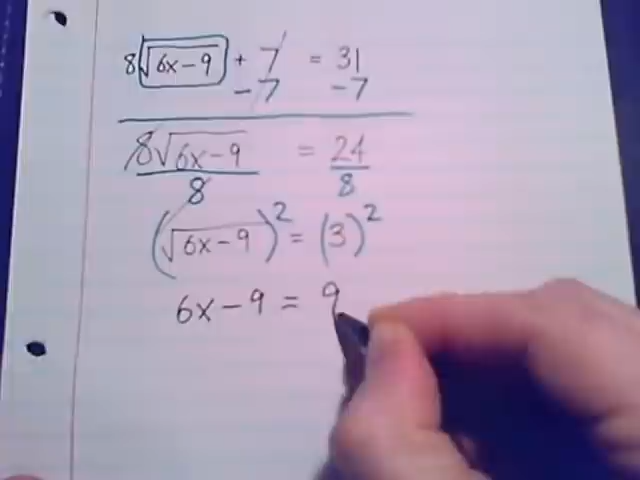 8√6x-9 + 7 = 31
-7 -7
8√6x-9 = 24
8 8
(√6x-9)² = (3)²
6x-9 = 9